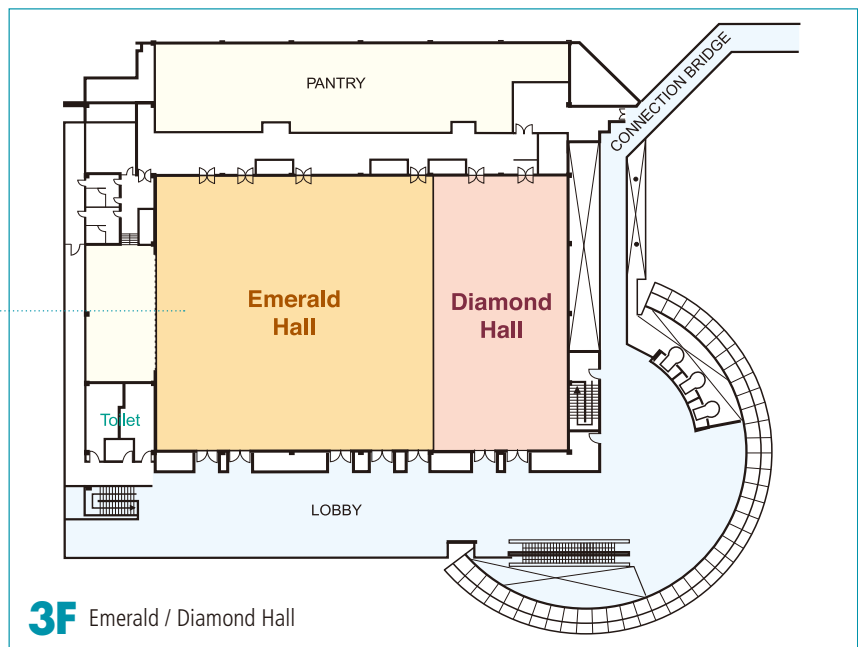 PANTRY
CONNECTION BRIDGE
Emerald
Hall
Diamond
Hall
Toilet
LOBBY
3F Emerald / Diamond Hall